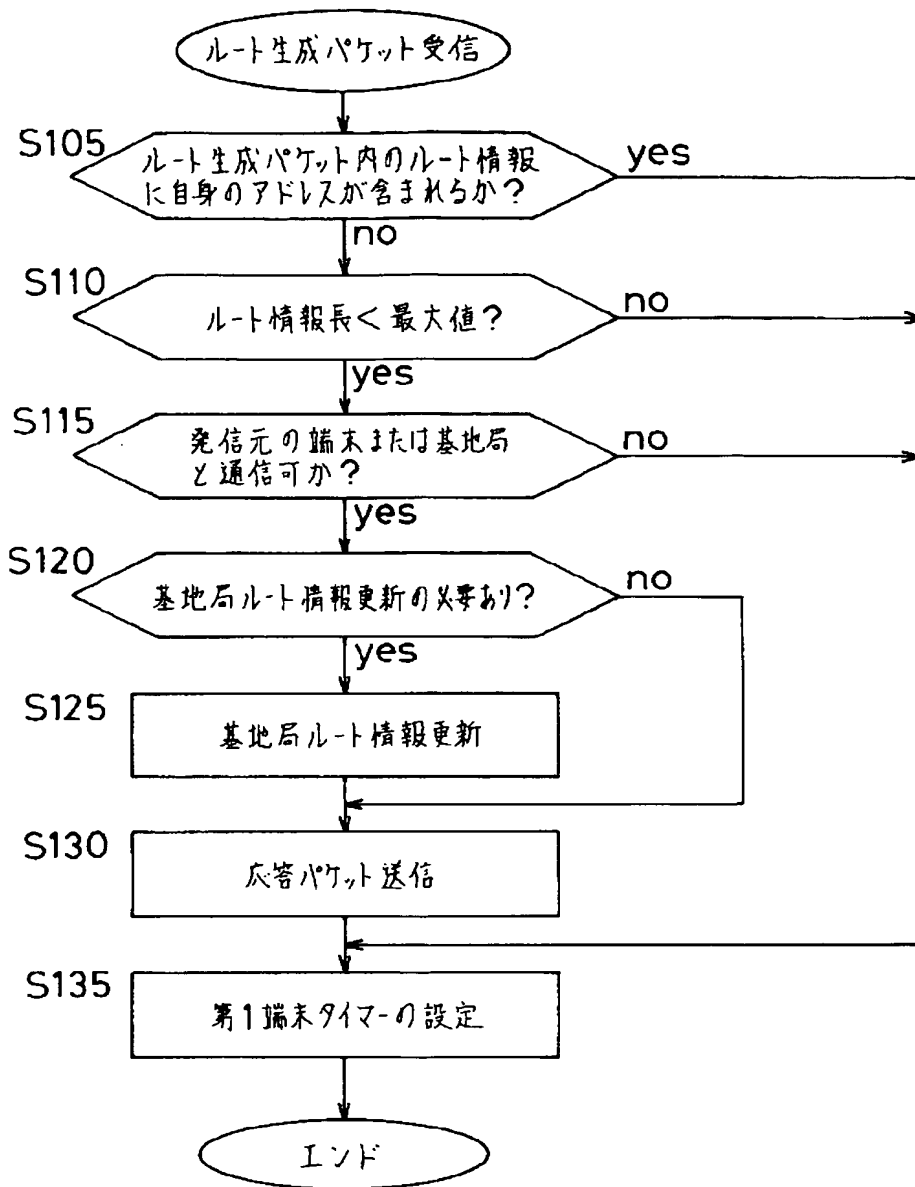 ルート生成パケット受信
S105
ルート生成パケット内のルート情報
に自身のアドレスが含まれるか?
yes
no
S110
ルート情報長<最大値?
no
yes
S115
発信元の端末または基地局
と通信可か?
no
yes
S120
基地局ルート情報更新の必要あり?
no
yes
S125
基地局ルート情報更新
S130
応答パケット送信
S135
第1端末タイマーの設定
エンド